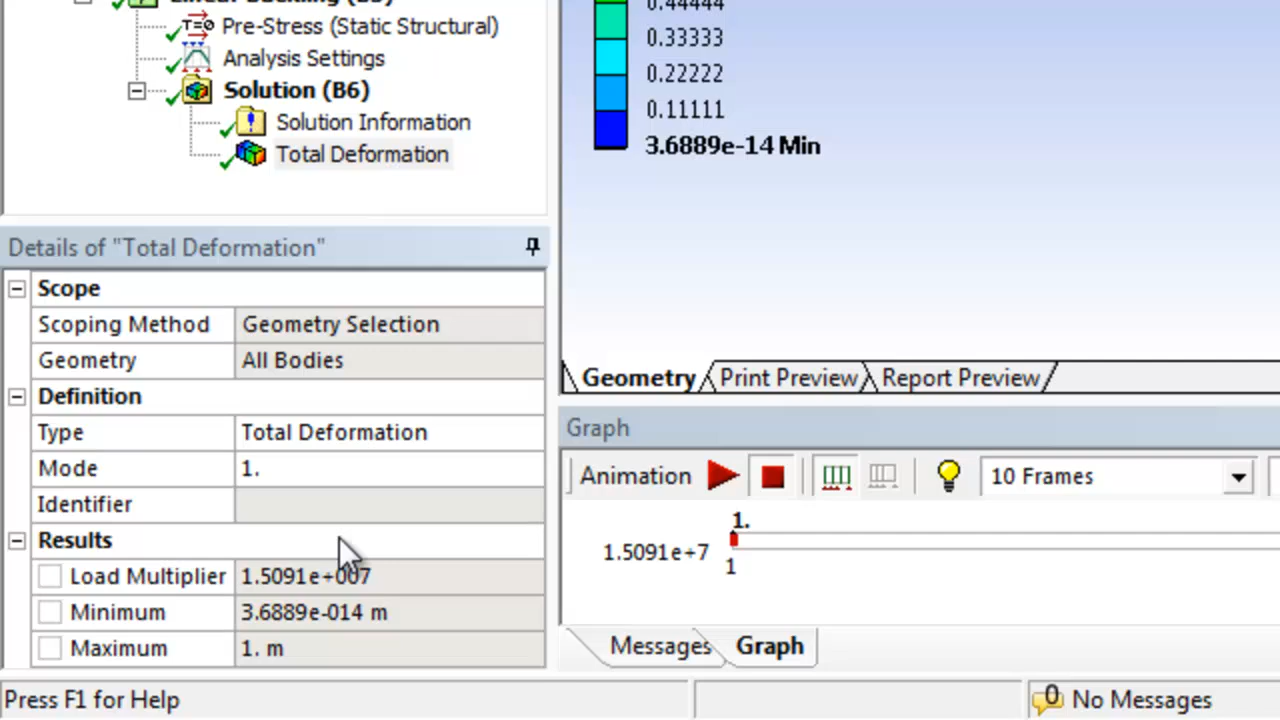 Linear Buckling (B5)
Pre-Stress (Static Structural)
Analysis Settings
Solution (B6)
Solution Information
Total Deformation
0.44444
0.33333
0.22222
0.11111
3.6889e-14 Min
Details of "Total Deformation"
Scope
Scoping Method Geometry Selection
Geometry All Bodies
Definition
Type Total Deformation
Mode 1.
Identifier
Results
Load Multiplier 1.5091e+007
Minimum 3.6889e-014 m
Maximum 1. m
Geometry Print Preview Report Preview
Graph
Animation 10 Frames
1.
1.5091e+7
1
Messages Graph
Press F1 for Help
0 No Messages